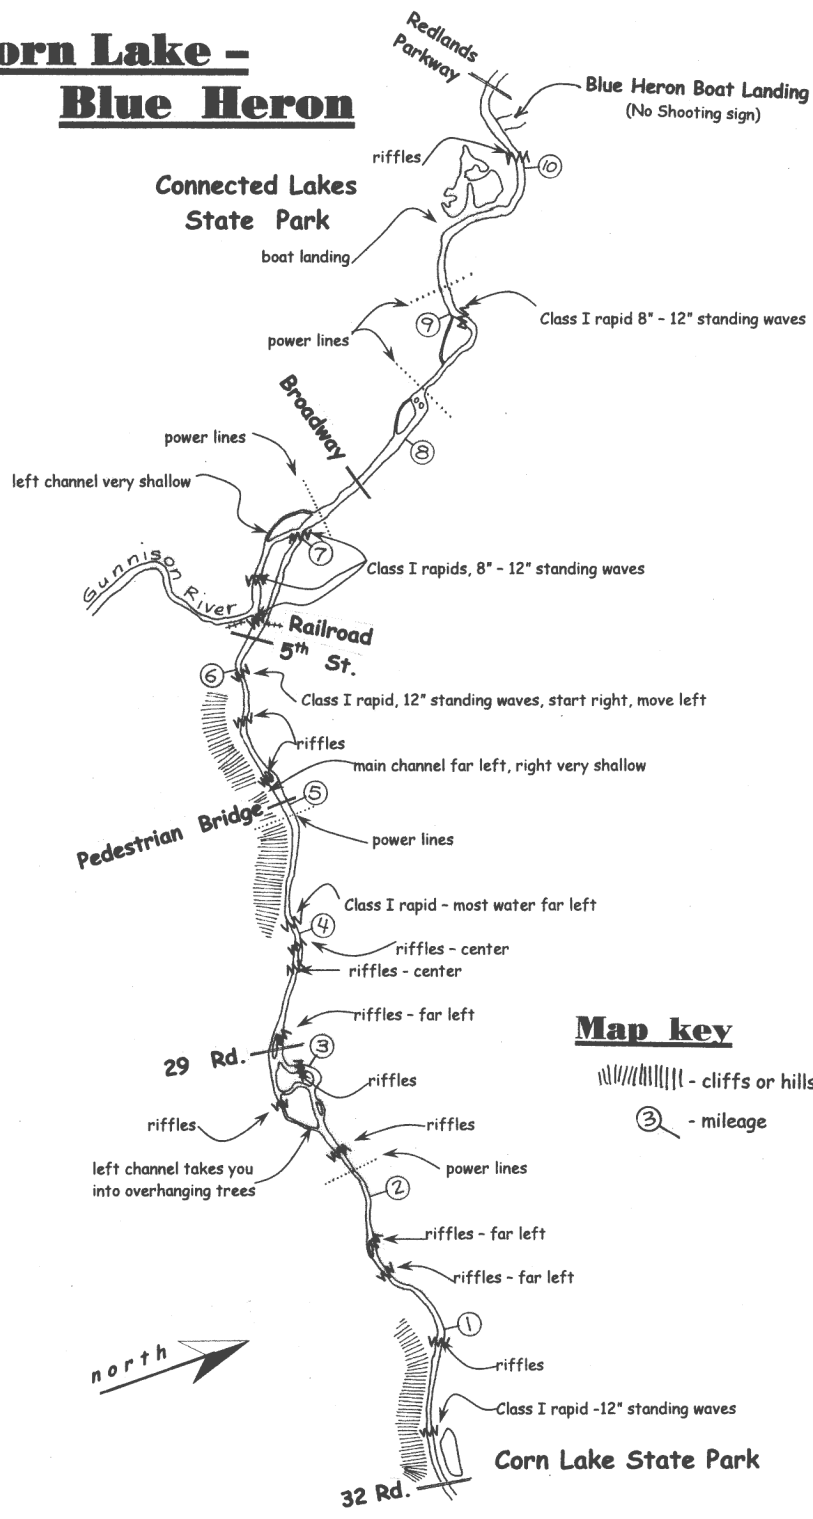 orn Lake –
Blue Heron
Redlands
Parkway
Blue Heron Boat Landing
(No Shooting sign)
riffles
10
Connected Lakes
State Park
boat landing
9
Class I rapid 8" – 12" standing waves
power lines
Broadway
8
power lines
left channel very shallow
7
Class I rapids, 8" – 12" standing waves
Gunnison River
Railroad
5th St.
6
Class I rapid, 12" standing waves, start right, move left
riffles
main channel far left, right very shallow
5
Pedestrian Bridge
power lines
Class I rapid – most water far left
4
riffles – center
riffles - center
riffles – far left
Map key
29 Rd.
3
- cliffs or hills
riffles
3 - mileage
riffles
riffles
left channel takes you
into overhanging trees
power lines
2
riffles – far left
riffles – far left
1
north
riffles
Class I rapid -12" standing waves
Corn Lake State Park
32 Rd.